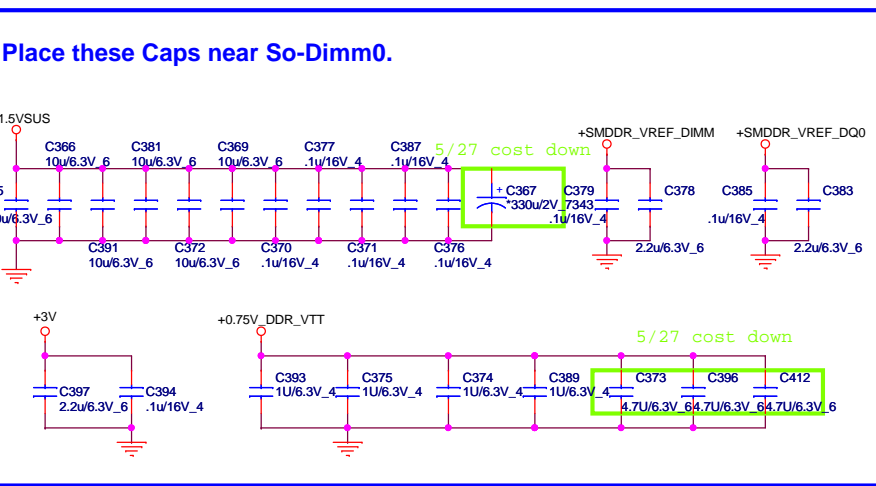 Place these Caps near So-Dimm0.
1.5VSUS
+SMDDR_VREF_DIMM
+SMDDR_VREF_DQ0
C366
10u/6.3V_6
C381
10u/6.3V_6
C369
10u/6.3V_6
C377
.1u/16V_4
C387
.1u/16V_4
5/27 cost down
5
0u/6.3V_6
+
C367
*330u/2V_7343
C379
.1u/16V_4
C378
2.2u/6.3V_6
C385
.1u/16V_4
C383
2.2u/6.3V_6
C391
10u/6.3V_6
C372
10u/6.3V_6
C370
.1u/16V_4
C371
.1u/16V_4
C376
.1u/16V_4
+3V
+0.75V_DDR_VTT
5/27 cost down
C397
2.2u/6.3V_6
C394
.1u/16V_4
C393
1U/6.3V_4
C375
1U/6.3V_4
C374
1U/6.3V_4
C389
1U/6.3V_4
C373
4.7U/6.3V_6
C396
4.7U/6.3V_6
C412
4.7U/6.3V_6